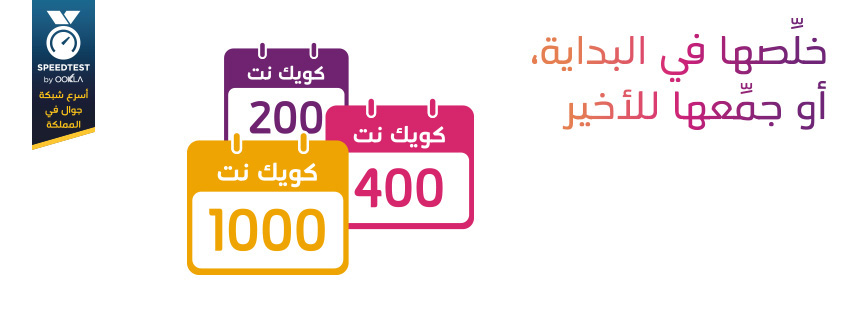 خلِّصها في البداية،
أو جمِّعها للأخير
SPEEDTEST
by OOKLA
أسرع شبكة
جوال في
المملكة
كويك نت
200
كويك نت
400
كويك نت
1000